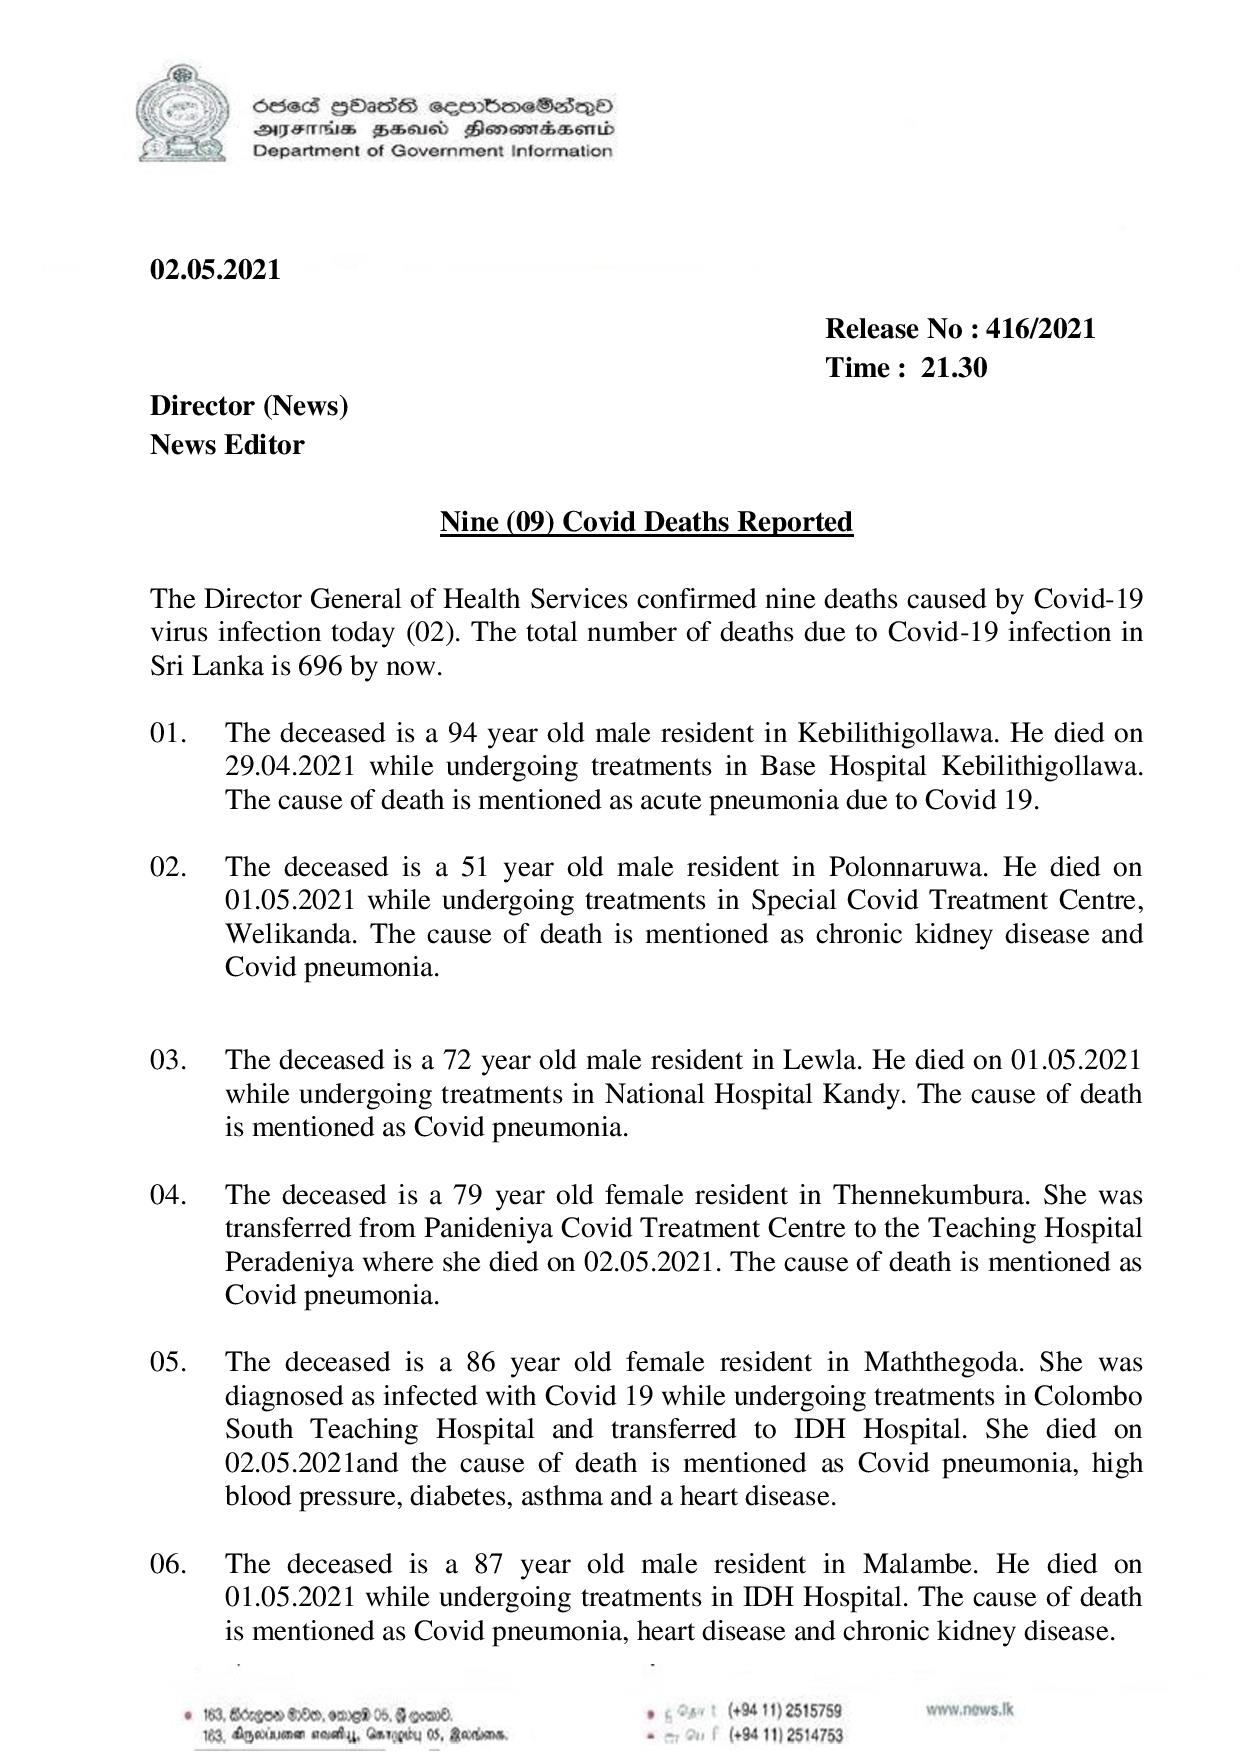 රජයේ ප්‍රවෘත්ති දෙපාර්තමේන්තුව
அரசாங்க தகவல் திணைக்களம்
Department of Government Information
02.05.2021
Release No : 416/2021
Time :  21.30
Director (News)
News Editor
Nine (09) Covid Deaths Reported
The Director General of Health Services confirmed nine deaths caused by Covid-19
virus infection today (02). The total number of deaths due to Covid-19 infection in
Sri Lanka is 696 by now.
01. The deceased is a 94 year old male resident in Kebilithigollawa. He died on
29.04.2021 while undergoing treatments in Base Hospital Kebilithigollawa.
The cause of death is mentioned as acute pneumonia due to Covid 19.
02. The deceased is a 51 year old male resident in Polonnaruwa. He died on
01.05.2021 while undergoing treatments in Special Covid Treatment Centre,
Welikanda. The cause of death is mentioned as chronic kidney disease and
Covid pneumonia.
03. The deceased is a 72 year old male resident in Lewla. He died on 01.05.2021
while undergoing treatments in National Hospital Kandy. The cause of death
is mentioned as Covid pneumonia.
04. The deceased is a 79 year old female resident in Thennekumbura. She was
transferred from Panideniya Covid Treatment Centre to the Teaching Hospital
Peradeniya where she died on 02.05.2021. The cause of death is mentioned as
Covid pneumonia.
05. The deceased is a 86 year old female resident in Maththegoda. She was
diagnosed as infected with Covid 19 while undergoing treatments in Colombo
South Teaching Hospital and transferred to IDH Hospital. She died on
02.05.2021and the cause of death is mentioned as Covid pneumonia, high
blood pressure, diabetes, asthma and a heart disease.
06. The deceased is a 87 year old male resident in Malambe. He died on
01.05.2021 while undergoing treatments in IDH Hospital. The cause of death
is mentioned as Covid pneumonia, heart disease and chronic kidney disease.
163, කිරුලපන මාවත, කොළඹ 05, ශ්‍රී ලංකාව.
(+94 11) 2515759
www.news.lk
163, கிருலப்பனை எவனியூ, கொழும்பு 05, இலங்கை.
(+94 11) 2514753